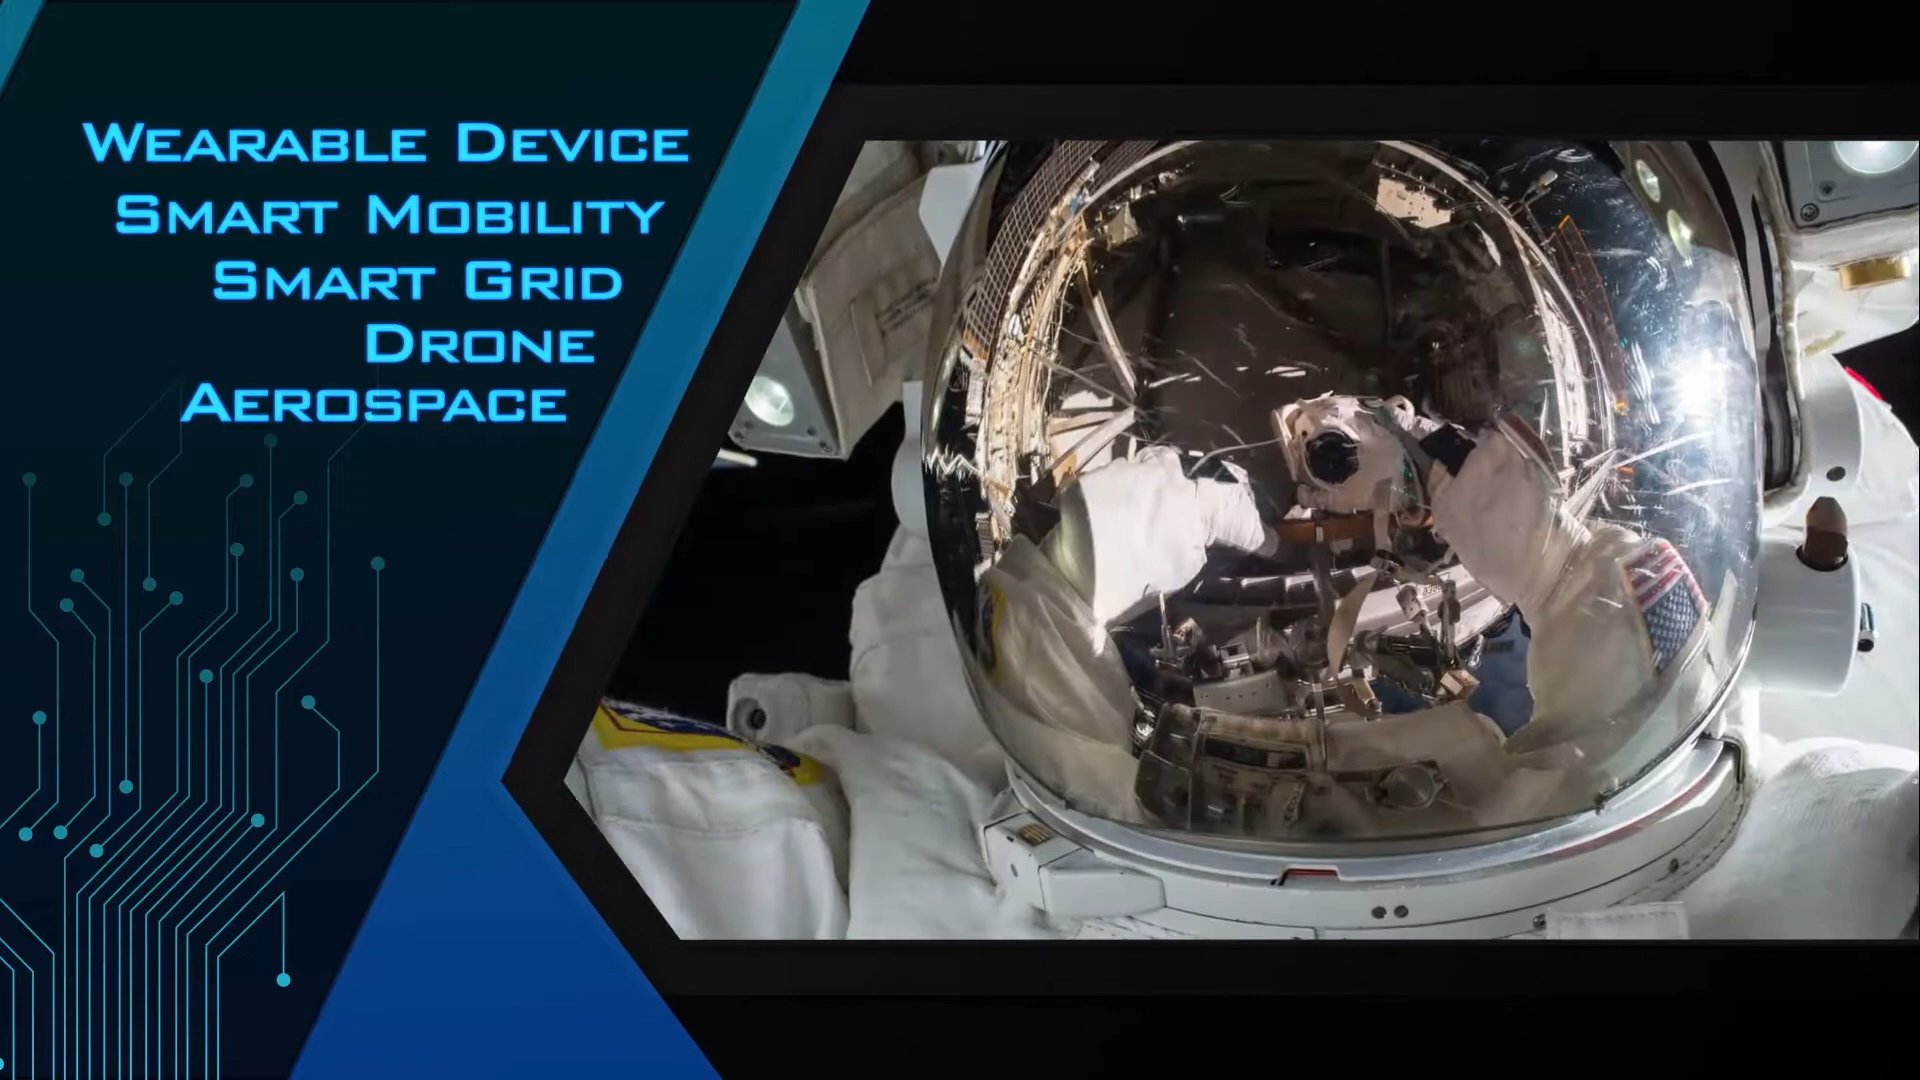 Wearable Device
Smart Mobility
Smart Grid
Drone
Aerospace